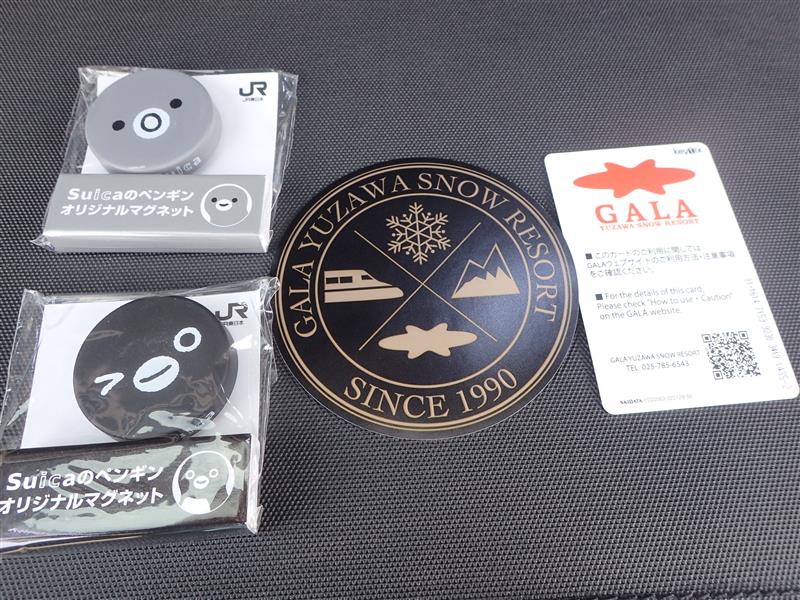 JR
JR東日本
Suica
Suicaのペンギン
オリジナルマグネット
JR
JR東日本
Suicaのペンギン
オリジナルマグネット
GALA YUZAWA SNOW RESORT
SINCE 1990
GALA
YUZAWA SNOW RESORT
■このカードのご利用に関しては
GALAウェブサイトのご利用方法・注意事項
をご確認ください。
■For the details of this card,
Please check "How to use・Caution"
on the GALA website.
GALA YUZAWA SNOW RESORT
TEL: 025-785-6543